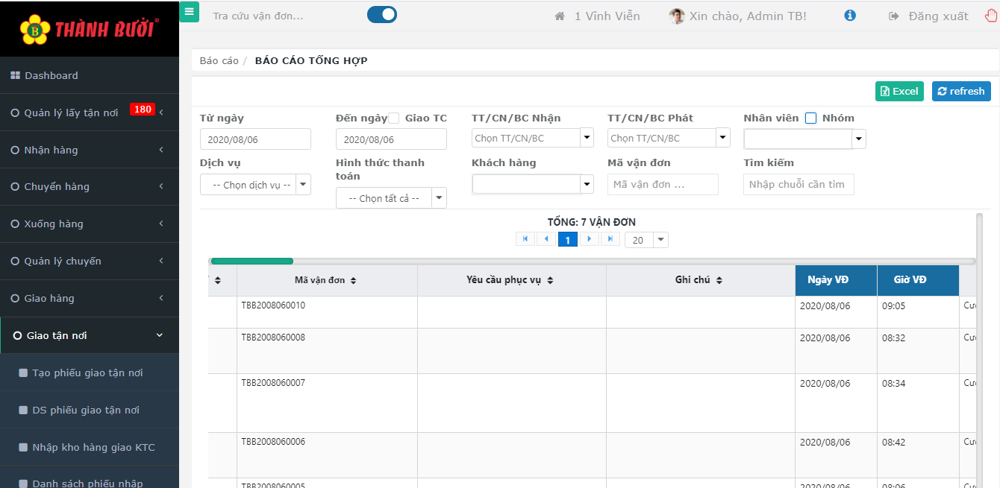 THÀNH BƯỞI®
Tra cứu vận đơn...
1 Vĩnh Viễn
Xin chào, Admin TB!
Đăng xuất
Dashboard
Quản lý lấy tận nơi 180
Nhận hàng
Chuyển hàng
Xuống hàng
Quản lý chuyến
Giao hàng
Giao tận nơi
Tạo phiếu giao tận nơi
DS phiếu giao tận nơi
Nhập kho hàng giao KTC
Danh sách phiếu nhập
Báo cáo / BÁO CÁO TỔNG HỢP
Excel refresh
Từ ngày Đến ngày Giao TC TT/CN/BC Nhận TT/CN/BC Phát Nhân viên Nhóm
2020/08/06 2020/08/06 Chọn TT/CN/BC Chọn TT/CN/BC
Dịch vụ Hình thức thanh toán Khách hàng Mã vận đơn Tìm kiếm
-- Chọn dịch vụ -- -- Chọn tất cả -- Mã vận đơn ... Nhập chuỗi cần tìm
TỔNG: 7 VẬN ĐƠN
1 20
Mã vận đơn Yêu cầu phục vụ Ghi chú Ngày VĐ Giờ VĐ
TBB2008060010 2020/08/06 09:05
TBB2008060008 2020/08/06 08:32
TBB2008060007 2020/08/06 08:34
TBB2008060006 2020/08/06 08:42
TBB2008060005 2020/08/06 08:06